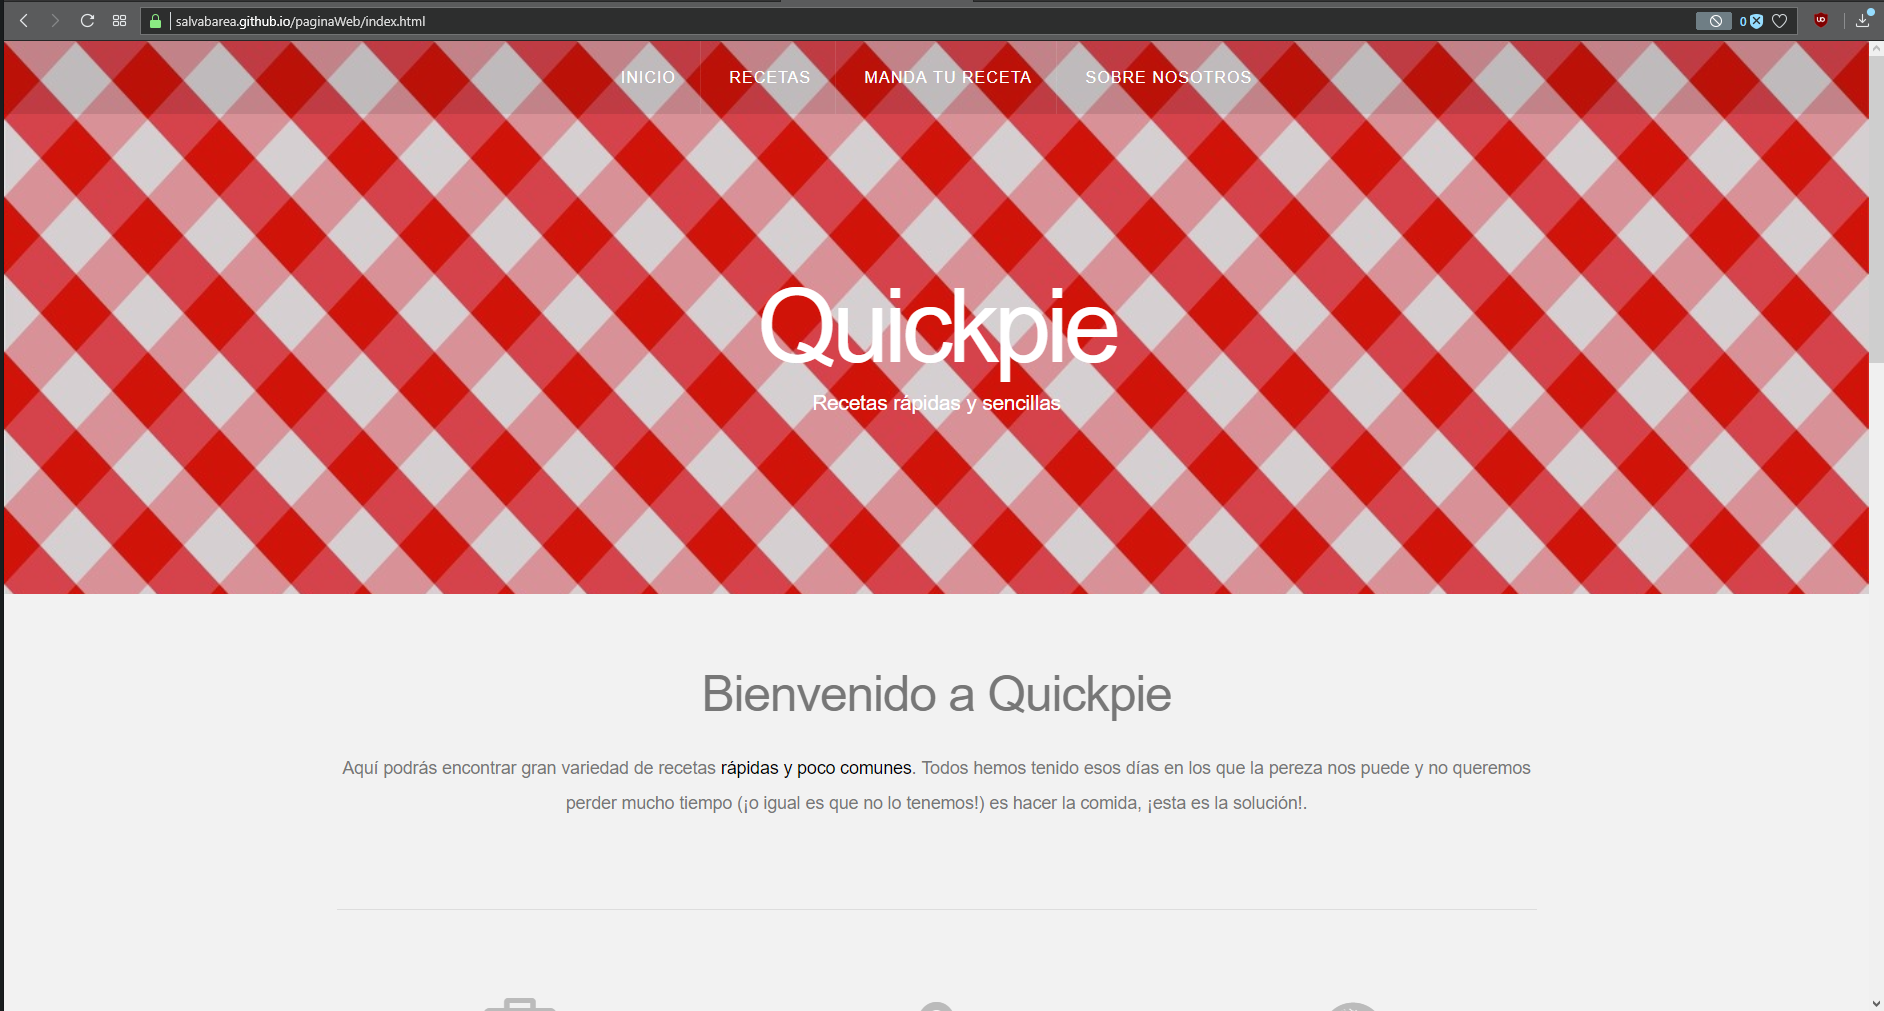 salvabarea.github.io/paginaWeb/index.html
0
INICIO RECETAS MANDA TU RECETA SOBRE NOSOTROS
Quickpie
Recetas rápidas y sencillas
Bienvenido a Quickpie
Aquí podrás encontrar gran variedad de recetas rápidas y poco comunes. Todos hemos tenido esos días en los que la pereza nos puede y no queremos
perder mucho tiempo (¡o igual es que no lo tenemos!) es hacer la comida, ¡esta es la solución!.